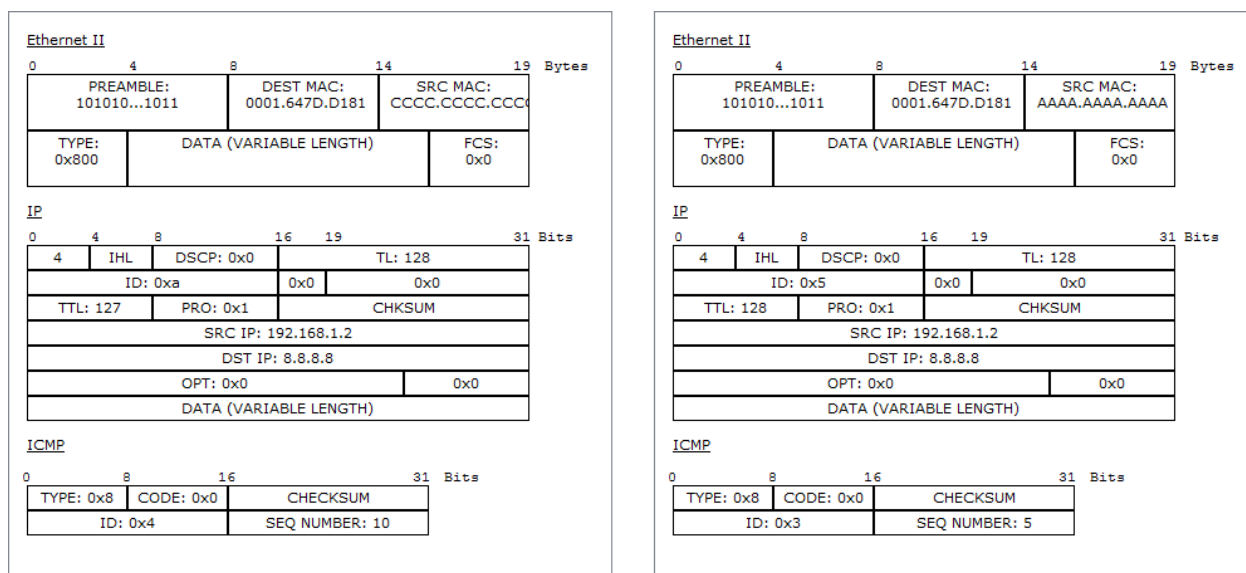 Ethernet II
0 4 8 14 19 Bytes
PREAMBLE: DEST MAC: SRC MAC:
101010...1011 0001.647D.D181 CCCC.CCCC.CCC
TYPE: DATA (VARIABLE LENGTH) FCS:
0x800 0x0
IP
0 4 8 16 19 31 Bits
4 IHL DSCP: 0x0 TL: 128
ID: 0xa 0x0 0x0
TTL: 127 PRO: 0x1 CHKSUM
SRC IP: 192.168.1.2
DST IP: 8.8.8.8
OPT: 0x0 0x0
DATA (VARIABLE LENGTH)
ICMP
0 8 16 31 Bits
TYPE: 0x8 CODE: 0x0 CHECKSUM
ID: 0x4 SEQ NUMBER: 10
Ethernet II
0 4 8 14 19 Bytes
PREAMBLE: DEST MAC: SRC MAC:
101010...1011 0001.647D.D181 AAAA.AAAA.AAAA
TYPE: DATA (VARIABLE LENGTH) FCS:
0x800 0x0
IP
0 4 8 16 19 31 Bits
4 IHL DSCP: 0x0 TL: 128
ID: 0x5 0x0 0x0
TTL: 128 PRO: 0x1 CHKSUM
SRC IP: 192.168.1.2
DST IP: 8.8.8.8
OPT: 0x0 0x0
DATA (VARIABLE LENGTH)
ICMP
0 8 16 31 Bits
TYPE: 0x8 CODE: 0x0 CHECKSUM
ID: 0x3 SEQ NUMBER: 5